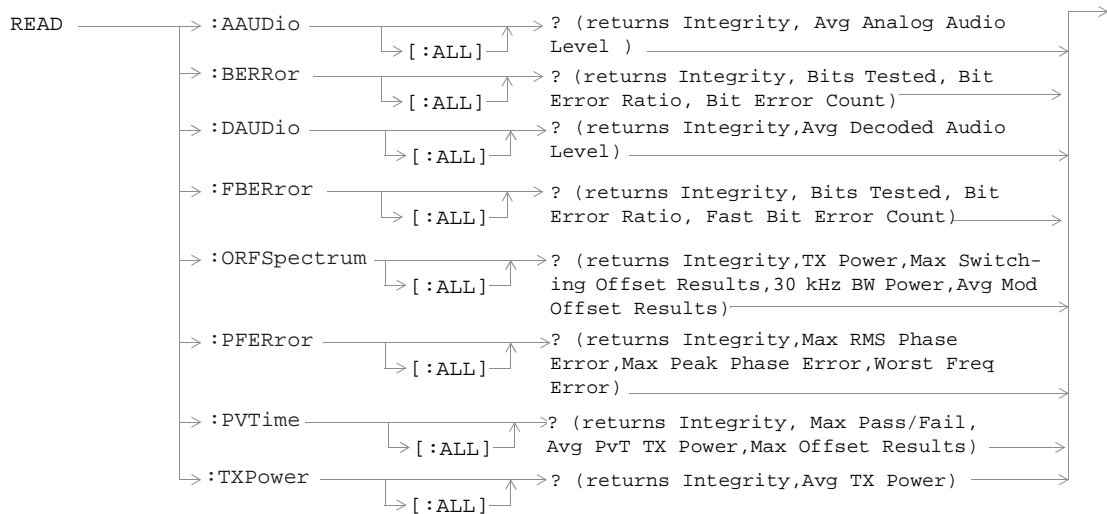 READ :AAUDio ? (returns Integrity, Avg Analog Audio
[:ALL] Level )
:BERRor ? (returns Integrity, Bits Tested, Bit
[:ALL] Error Ratio, Bit Error Count)
:DAUDio ? (returns Integrity,Avg Decoded Audio
[:ALL] Level)
:FBERror ? (returns Integrity, Bits Tested, Bit
[:ALL] Error Ratio, Fast Bit Error Count)
:ORFSpectrum ? (returns Integrity,TX Power,Max Switch-
[:ALL] ing Offset Results,30 kHz BW Power,Avg Mod
Offset Results)
:PFERror ? (returns Integrity,Max RMS Phase
[:ALL] Error,Max Peak Phase Error,Worst Freq
Error)
:PVTime ? (returns Integrity, Max Pass/Fail,
[:ALL] Avg PvT TX Power,Max Offset Results)
:TXPower ? (returns Integrity,Avg TX Power)
[:ALL]